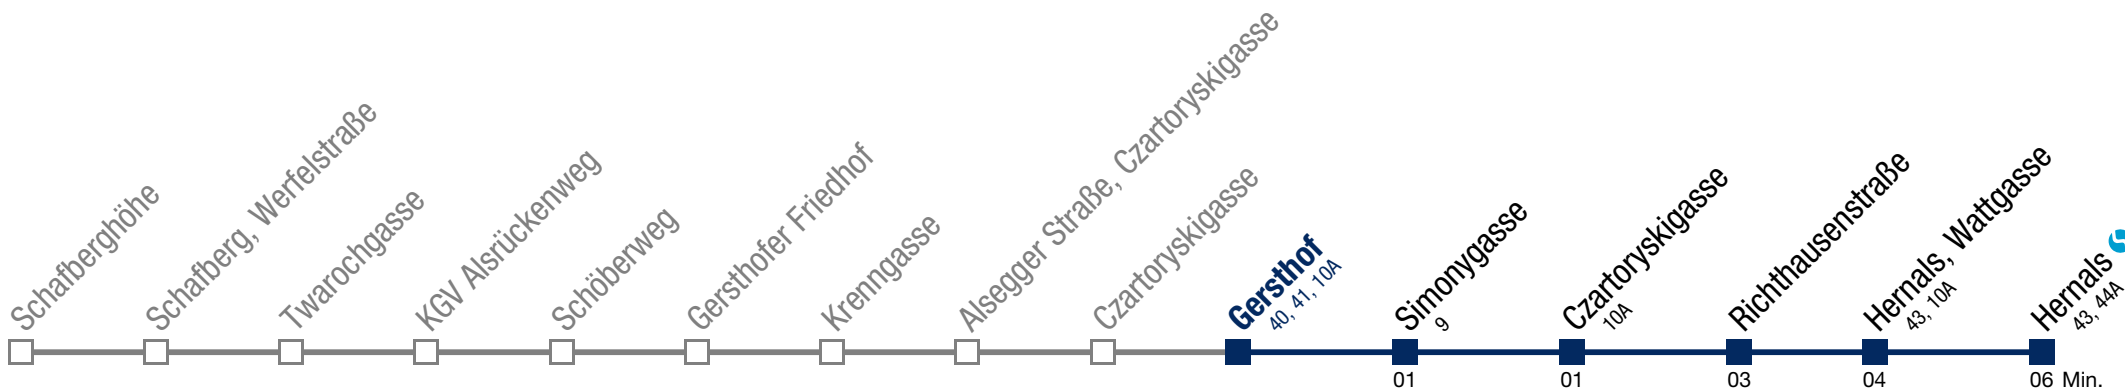 Schafberghöhe
Schafberg, Werfelstraße
Twarochgasse
KGV Alsrückenweg
Schöberweg
Gersthofer Friedhof
Krenngasse
Alsegger Straße, Czartoryskigasse
Czartoryskigasse
Gersthof
40, 41, 10A
Simonygasse
9
Czartoryskigasse
10A
Richthausenstraße
Hernals, Wattgasse
43, 10A
Hernals S
43, 44A
01
01
03
04
06 Min.